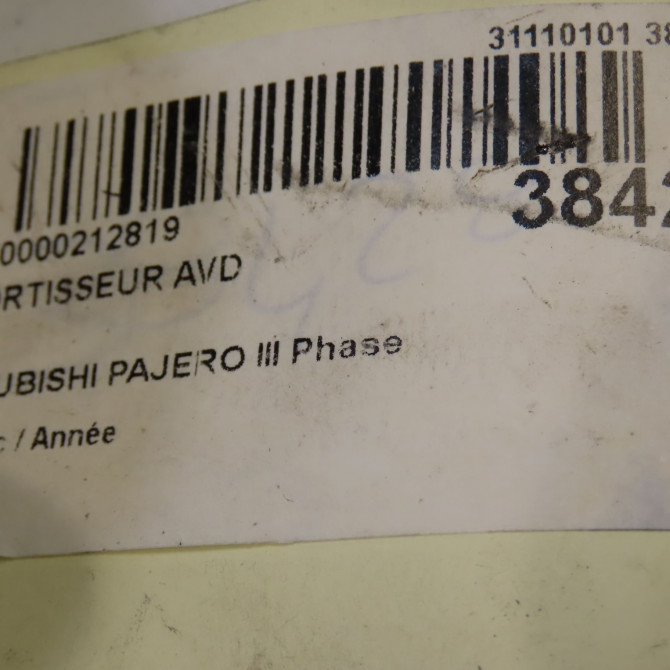 31110101 38
0000212819
3842
ORTISSEUR AVD
UBISHI PAJERO III Phase
c / Année